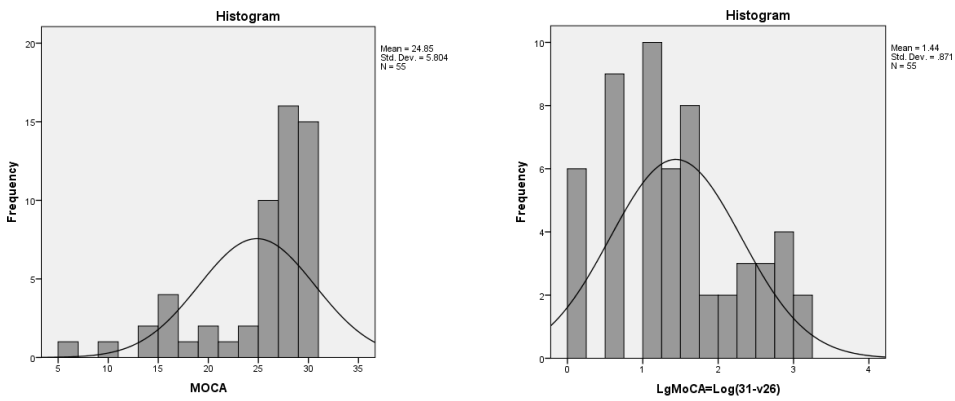 Histogram
20
15
10
5
0
Frequency
5 10 15 20 25 30 35
MOCA
Mean = 24.85
Std. Dev. = 5.804
N = 55
Histogram
10
8
6
4
2
0
Frequency
0 1 2 3 4
LgMoCA=Log(31-v26)
Mean = 1.44
Std. Dev. = .871
N = 55